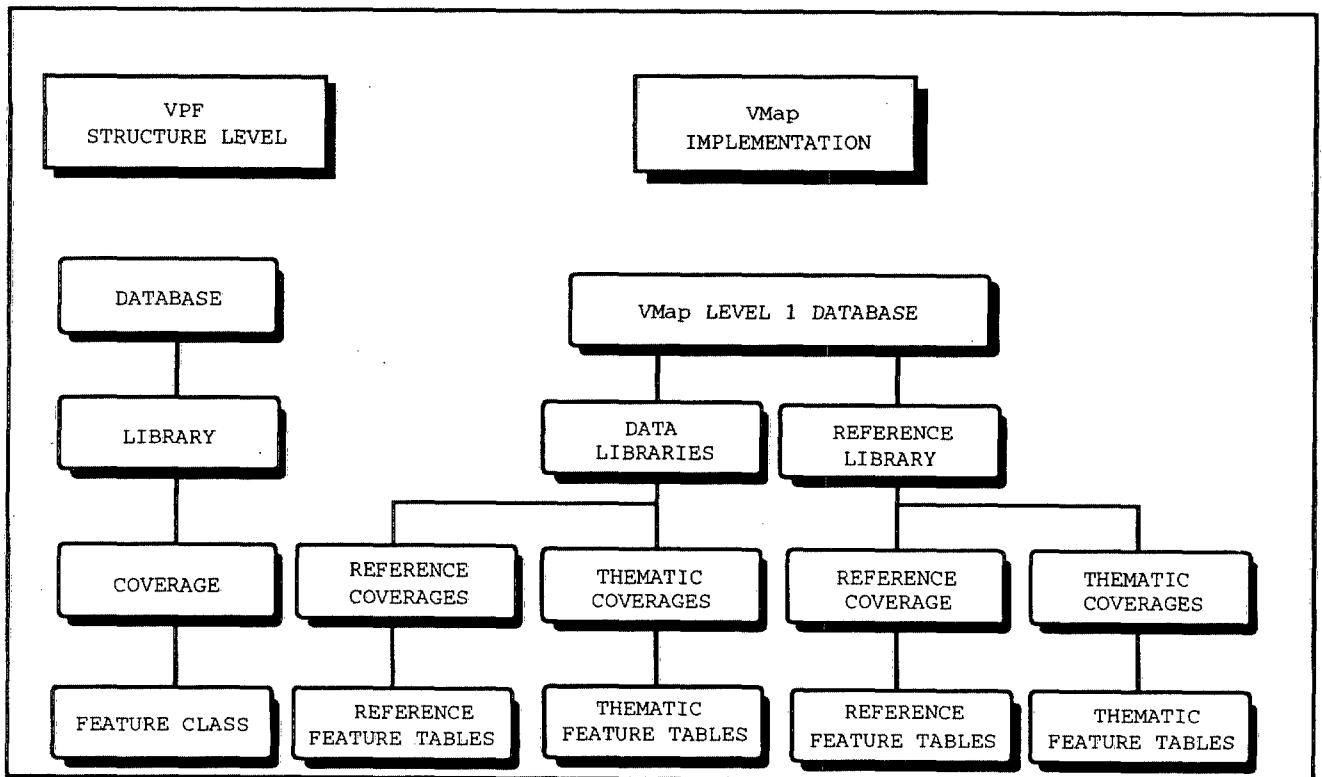 VPF
STRUCTURE LEVEL
VMap
IMPLEMENTATION
DATABASE
VMap LEVEL 1 DATABASE
LIBRARY
DATA
LIBRARIES
REFERENCE
LIBRARY
COVERAGE
REFERENCE
COVERAGES
THEMATIC
COVERAGES
REFERENCE
COVERAGE
THEMATIC
COVERAGES
FEATURE CLASS
REFERENCE
FEATURE TABLES
THEMATIC
FEATURE TABLES
REFERENCE
FEATURE TABLES
THEMATIC
FEATURE TABLES